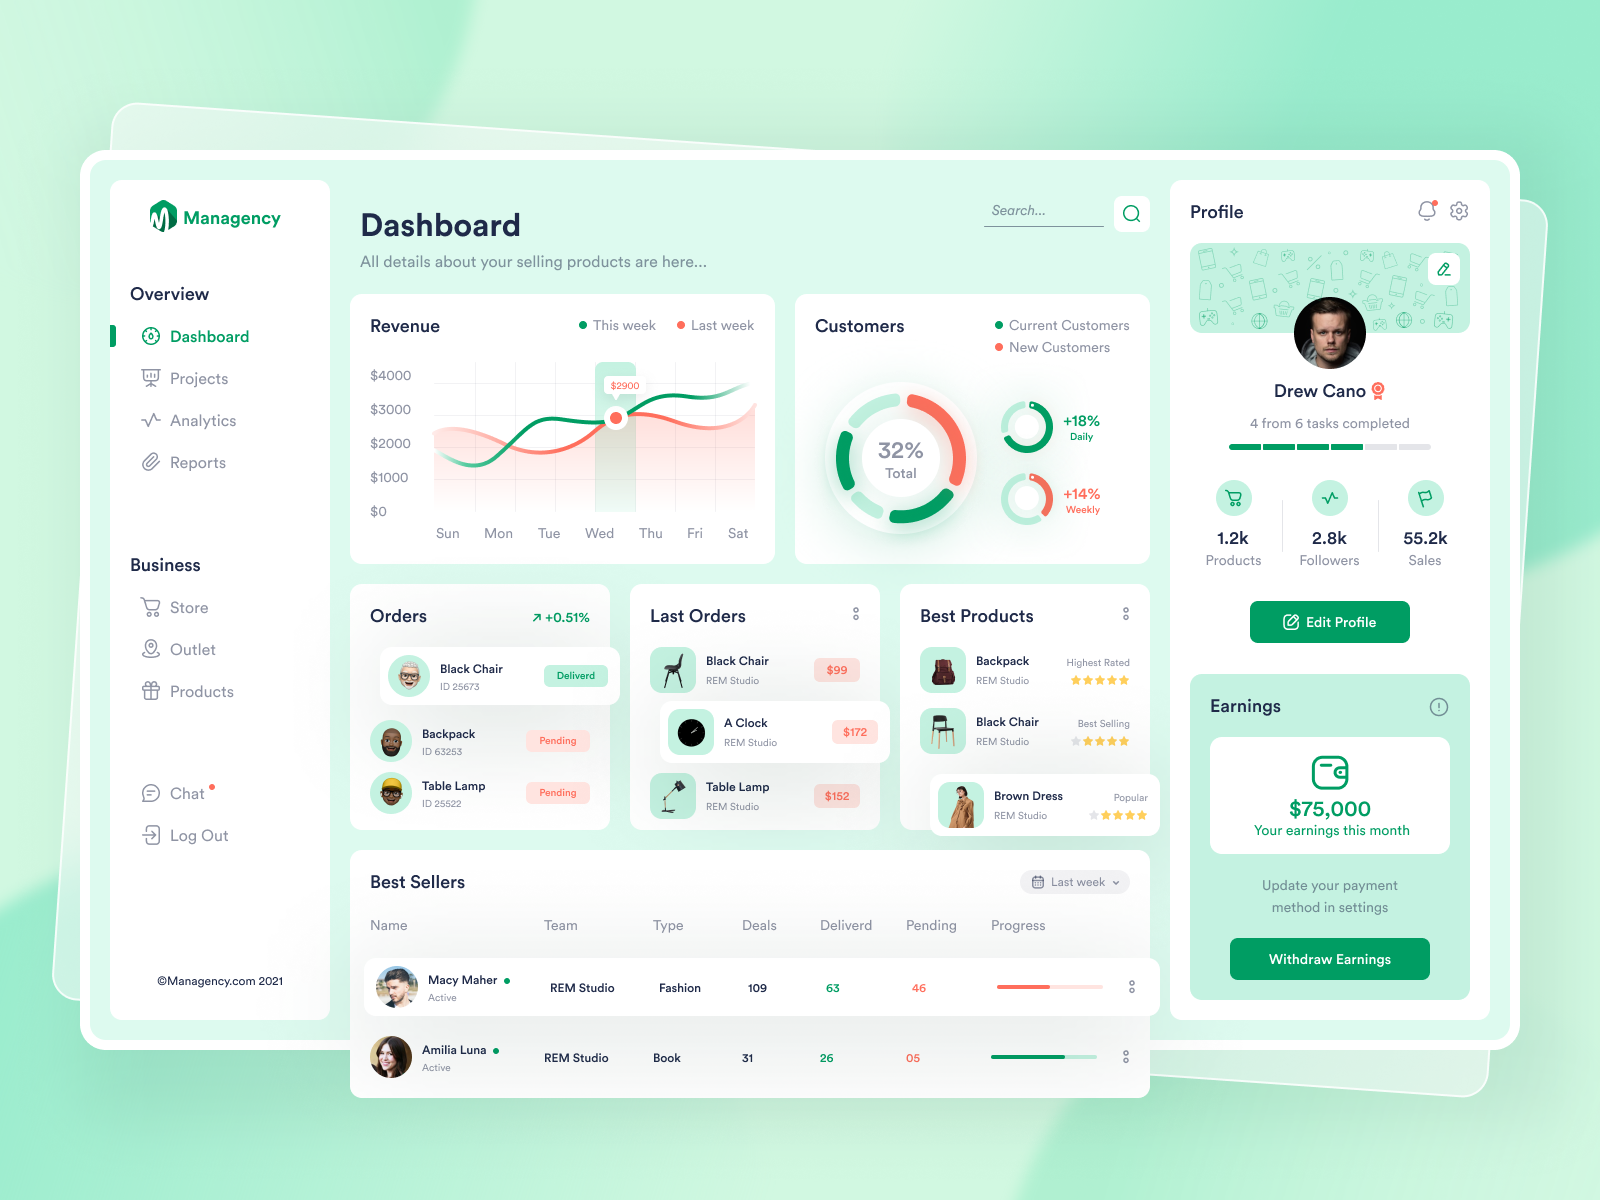 Managency
Overview
Dashboard
Projects
Analytics
Reports
Business
Store
Outlet
Products
Chat
Log Out
©Managency.com 2021
Dashboard
All details about your selling products are here...
Search...
Revenue
This week
Last week
$4000
$3000
$2000
$1000
$0
$2900
Sun Mon Tue Wed Thu Fri Sat
Customers
Current Customers
New Customers
32%
Total
+18%
Daily
+14%
Weekly
Orders
+0.51%
Black Chair
ID 25673
Deliverd
Backpack
ID 63253
Pending
Table Lamp
ID 25522
Pending
Last Orders
Black Chair
REM Studio
$99
A Clock
REM Studio
$172
Table Lamp
REM Studio
$152
Best Products
Backpack
REM Studio
Highest Rated
Black Chair
REM Studio
Best Selling
Brown Dress
REM Studio
Popular
Best Sellers
Last week
Name Team Type Deals Deliverd Pending Progress
Macy Maher
Active
REM Studio Fashion 109 63 46
Amilia Luna
Active
REM Studio Book 31 26 05
Profile
Drew Cano
4 from 6 tasks completed
1.2k
Products
2.8k
Followers
55.2k
Sales
Edit Profile
Earnings
$75,000
Your earnings this month
Update your payment
method in settings
Withdraw Earnings